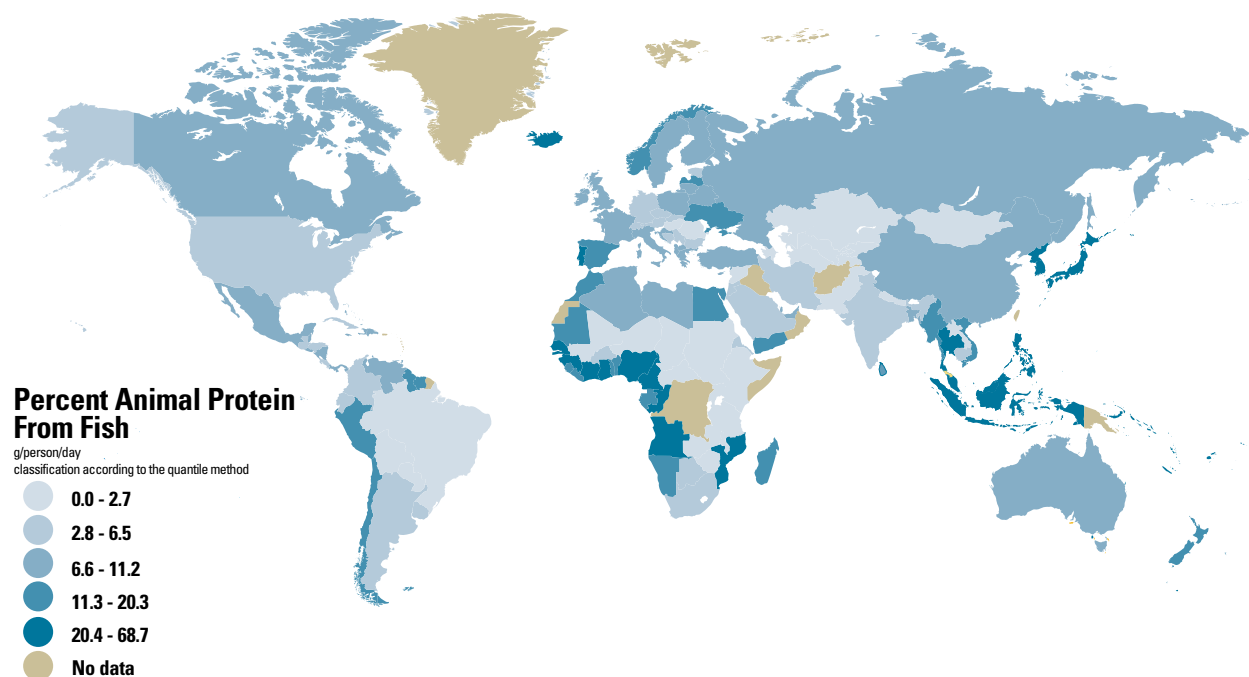 Percent Animal Protein
From Fish
g/person/day
classification according to the quantile method
0.0 - 2.7
2.8 - 6.5
6.6 - 11.2
11.3 - 20.3
20.4 - 68.7
No data